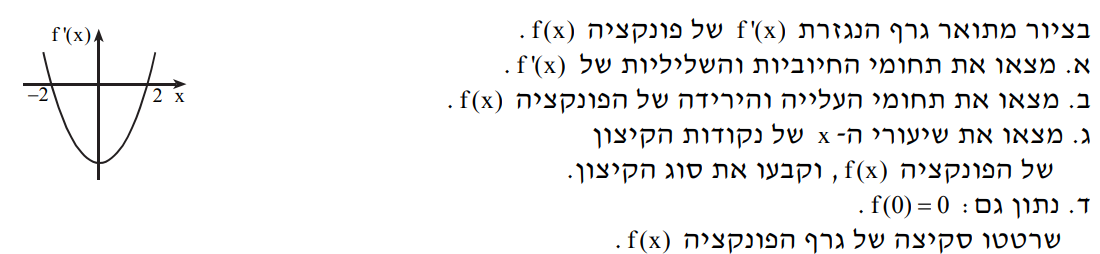 בציור מתואר גרף הנגזרת f'(x) של פונקציה f(x).
א. מצאו את תחומי החיוביות והשליליות של f'(x).
ב. מצאו את תחומי העלייה והירידה של הפונקציה f(x).
ג. מצאו את שיעורי ה- x של נקודות הקיצון
של הפונקציה f(x), וקבעו את סוג הקיצון.
ד. נתון גם: f(0) = 0.
שרטטו סקיצה של גרף הפונקציה f(x).
f'(x)
−2 2 x